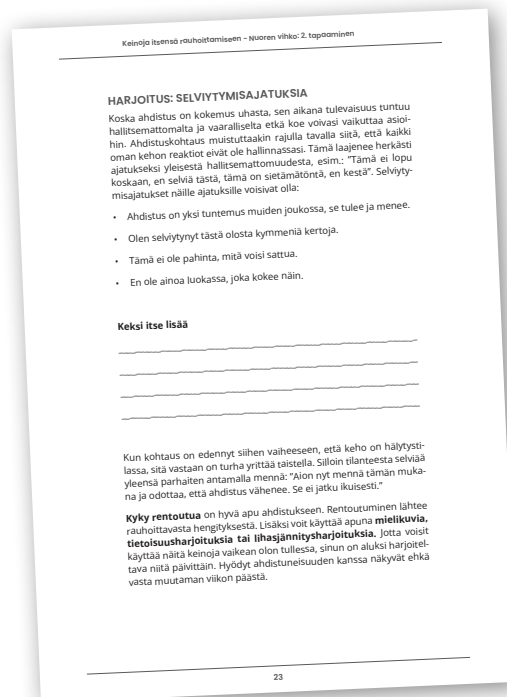 Keinoja itsensä rauhoittamiseen – Nuoren vihko: 2. tapaaminen
HARJOITUS: SELVIYTYMISAJATUKSIA
Koska ahdistus on kokemus uhasta, sen aikana tulevaisuus tuntuu
hallitsemattomalta ja vaaralliselta etkä koe voivasi vaikuttaa asioi-
hin. Ahdistuskohtaus muistuttaakin rajulla tavalla siitä, että kaikki
oman kehon reaktiot eivät ole hallinnassasi. Tämä laajenee herkästi
ajatukseksi yleisestä hallitsemattomuudesta, esim.: ”Tämä ei lopu
koskaan, en selviä tästä, tämä on sietämätöntä, en kestä”. Selviyty-
misajatukset näille ajatuksille voisivat olla:
• Ahdistus on yksi tuntemus muiden joukossa, se tulee ja menee.
• Olen selviytynyt tästä olosta kymmeniä kertoja.
• Tämä ei ole pahinta, mitä voisi sattua.
• En ole ainoa luokassa, joka kokee näin.
Keksi itse lisää
Kun kohtaus on edennyt siihen vaiheeseen, että keho on hälytysti-
lassa, sitä vastaan on turha yrittää taistella. Silloin tilanteesta selviää
yleensä parhaiten antamalla mennä: ”Aion nyt mennä tämän muka-
na ja odottaa, että ahdistus vähenee. Se ei jatku ikuisesti.”
Kyky rentoutua on hyvä apu ahdistukseen. Rentoutuminen lähtee
rauhoittavasta hengityksestä. Lisäksi voit käyttää apuna mielikuvia,
tietoisuusharjoituksia tai lihasjännitysharjoituksia. Jotta voisit
käyttää näitä keinoja vaikean olon tullessa, sinun on aluksi harjoitel-
tava niitä päivittäin. Hyödyt ahdistuneisuuden kanssa näkyvät ehkä
vasta muutaman viikon päästä.
23